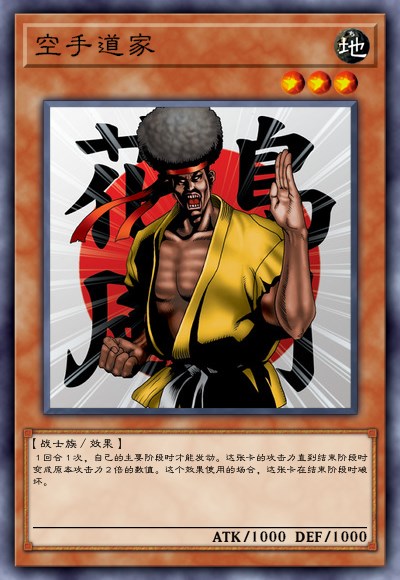 空手道家
地
花鳥
風月
【战士族／效果】
1回合1次，自己的主要阶段时才能发动。这张卡的攻击力直到结束阶段时
变成原本攻击力2倍的数值。这个效果使用的场合，这张卡在结束阶段时破
坏。
ATK/1000 DEF/1000